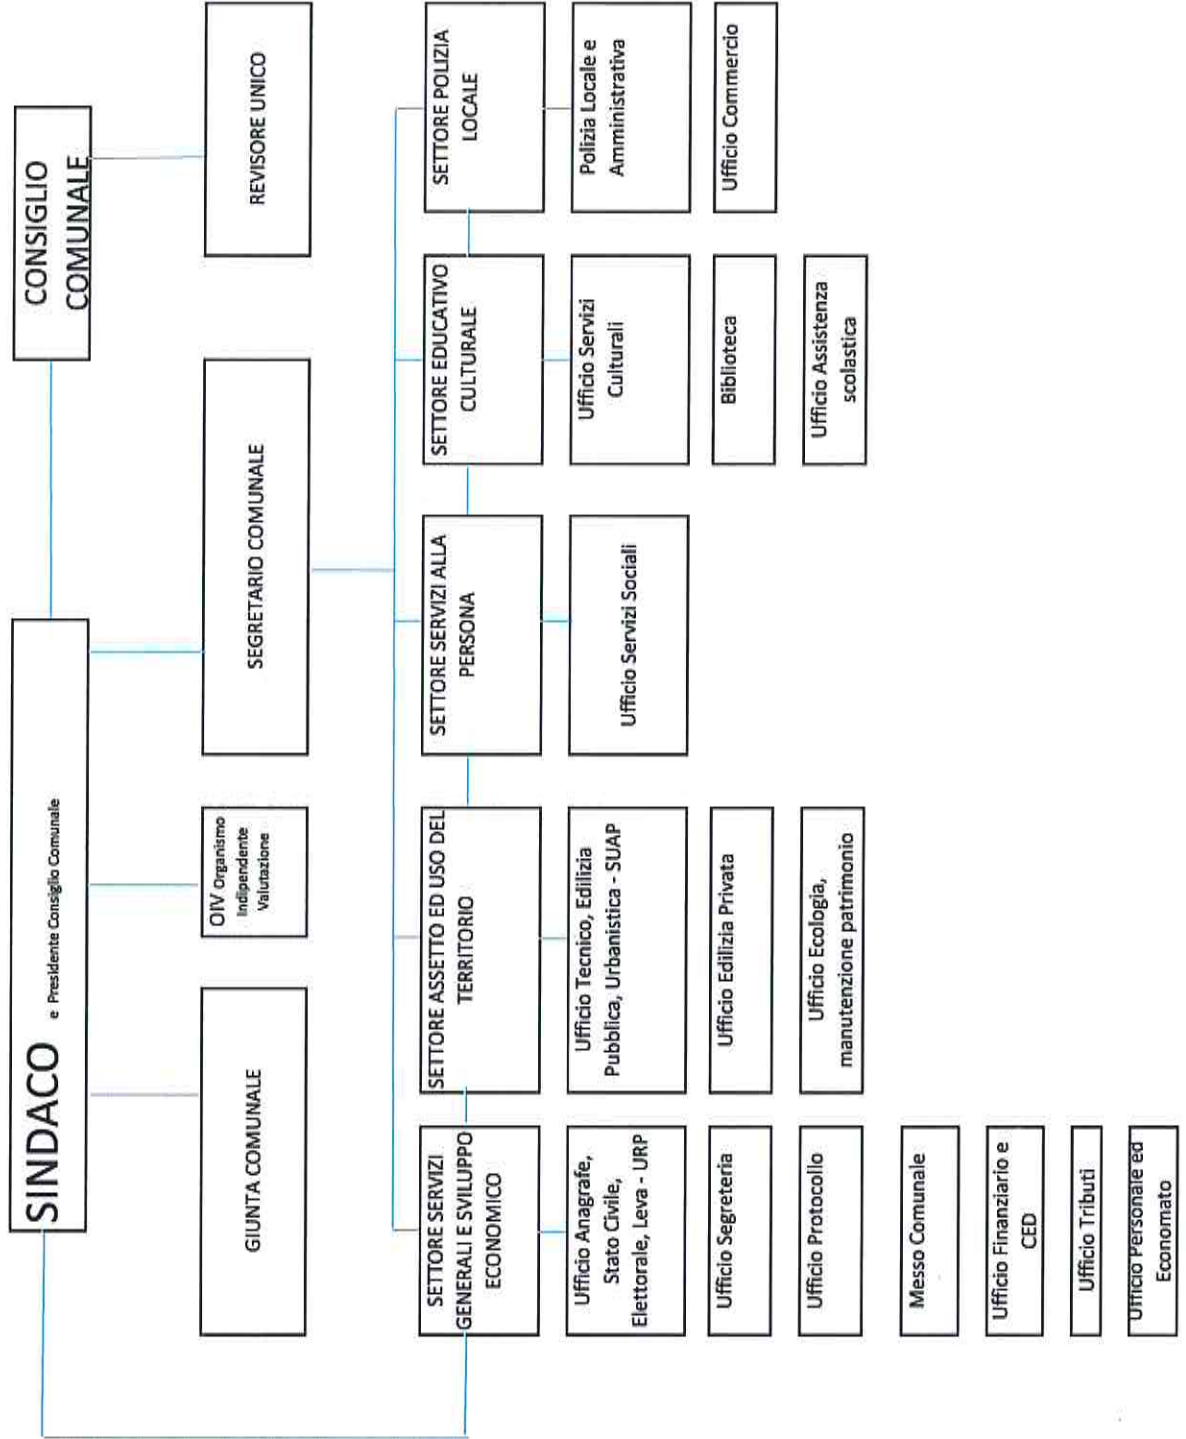 SINDACO e Presidente Consiglio Comunale
CONSIGLIO
COMUNALE
GIUNTA COMUNALE
OIV Organismo
Indipendente
Valutazione
SEGRETARIO COMUNALE
REVISORE UNICO
SETTORE SERVIZI
GENERALI E SVILUPPO
ECONOMICO
Ufficio Anagrafe,
Stato Civile,
Elettorale, Leva - URP
Ufficio Segreteria
Ufficio Protocollo
Messo Comunale
Ufficio Finanziario e
CED
Ufficio Tributi
Ufficio Personale ed
Economato
SETTORE ASSETTO ED USO DEL
TERRITORIO
Ufficio Tecnico, Edilizia
Pubblica, Urbanistica - SUAP
Ufficio Edilizia Privata
Ufficio Ecologia,
manutenzione patrimonio
SETTORE SERVIZI ALLA
PERSONA
Ufficio Servizi Sociali
SETTORE EDUCATIVO
CULTURALE
Ufficio Servizi
Culturali
Biblioteca
Ufficio Assistenza
scolastica
SETTORE POLIZIA
LOCALE
Polizia Locale e
Amministrativa
Ufficio Commercio